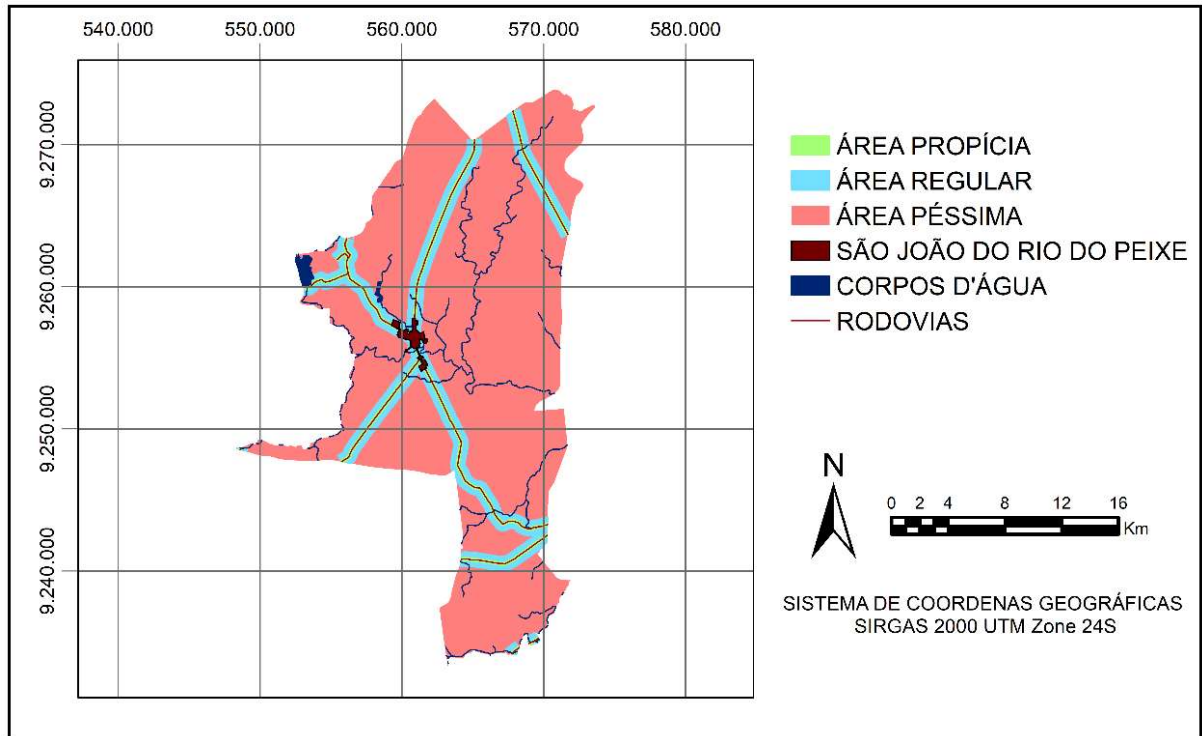 540.000 550.000 560.000 570.000 580.000
9.270.000
9.260.000
9.250.000
9.240.000
ÁREA PROPÍCIA
ÁREA REGULAR
ÁREA PÉSSIMA
SÃO JOÃO DO RIO DO PEIXE
CORPOS D'ÁGUA
RODOVIAS
N
0 2 4 8 12 16
Km
SISTEMA DE COORDENAS GEOGRÁFICAS
SIRGAS 2000 UTM Zone 24S